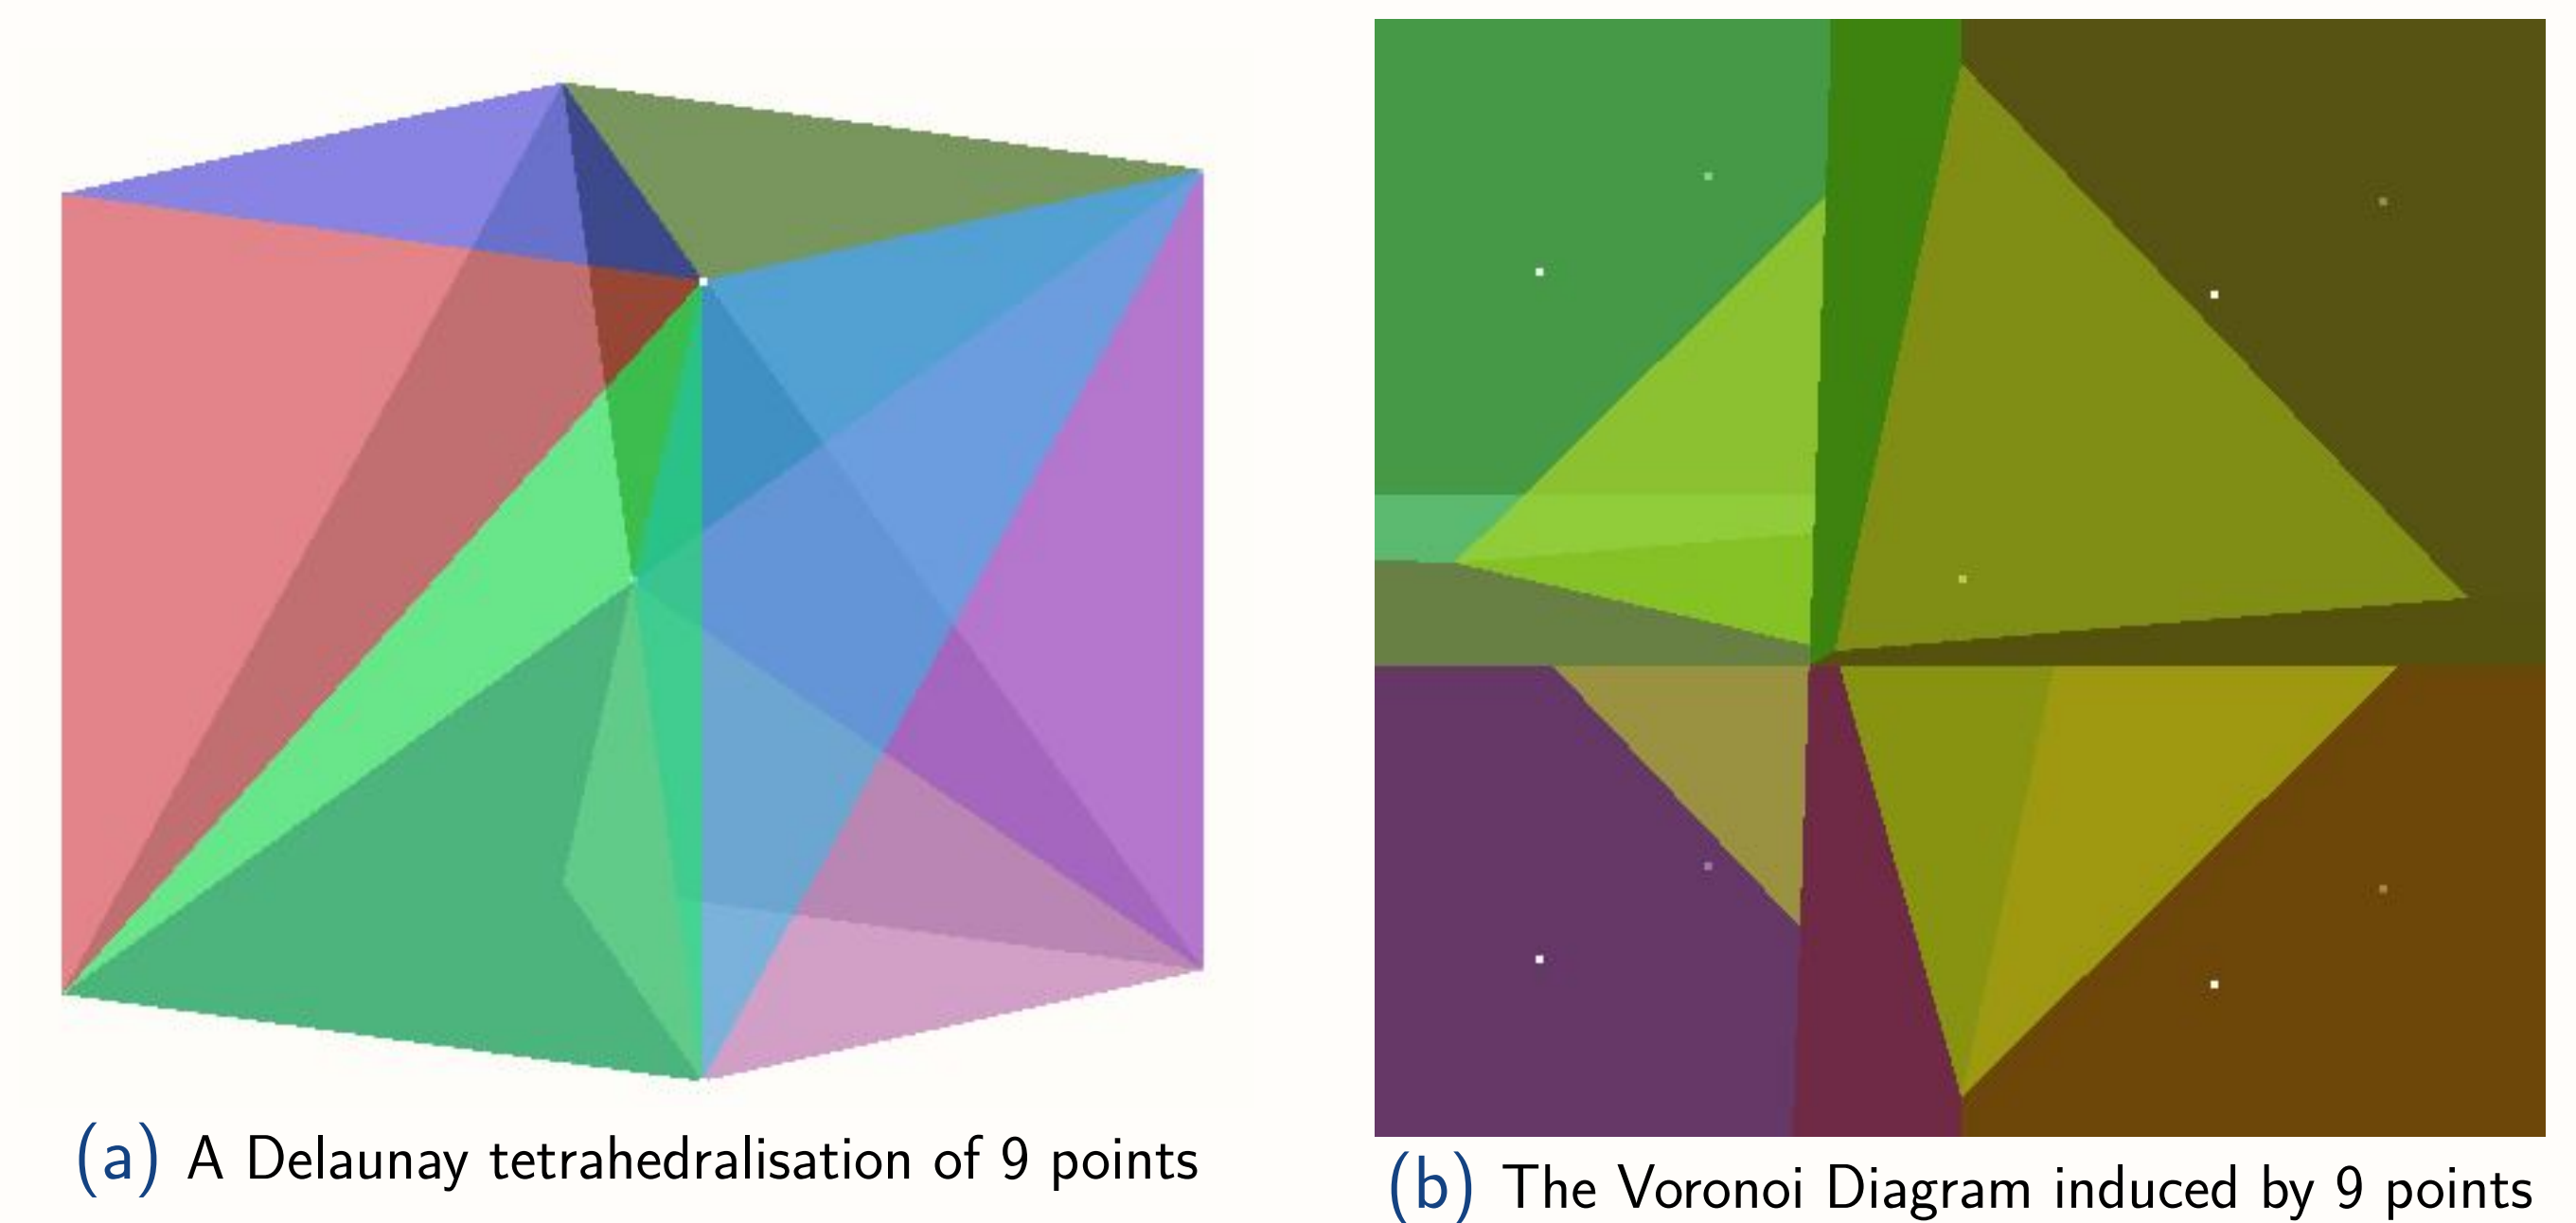 (a) A Delaunay tetrahedralisation of 9 points
(b) The Voronoi Diagram induced by 9 points